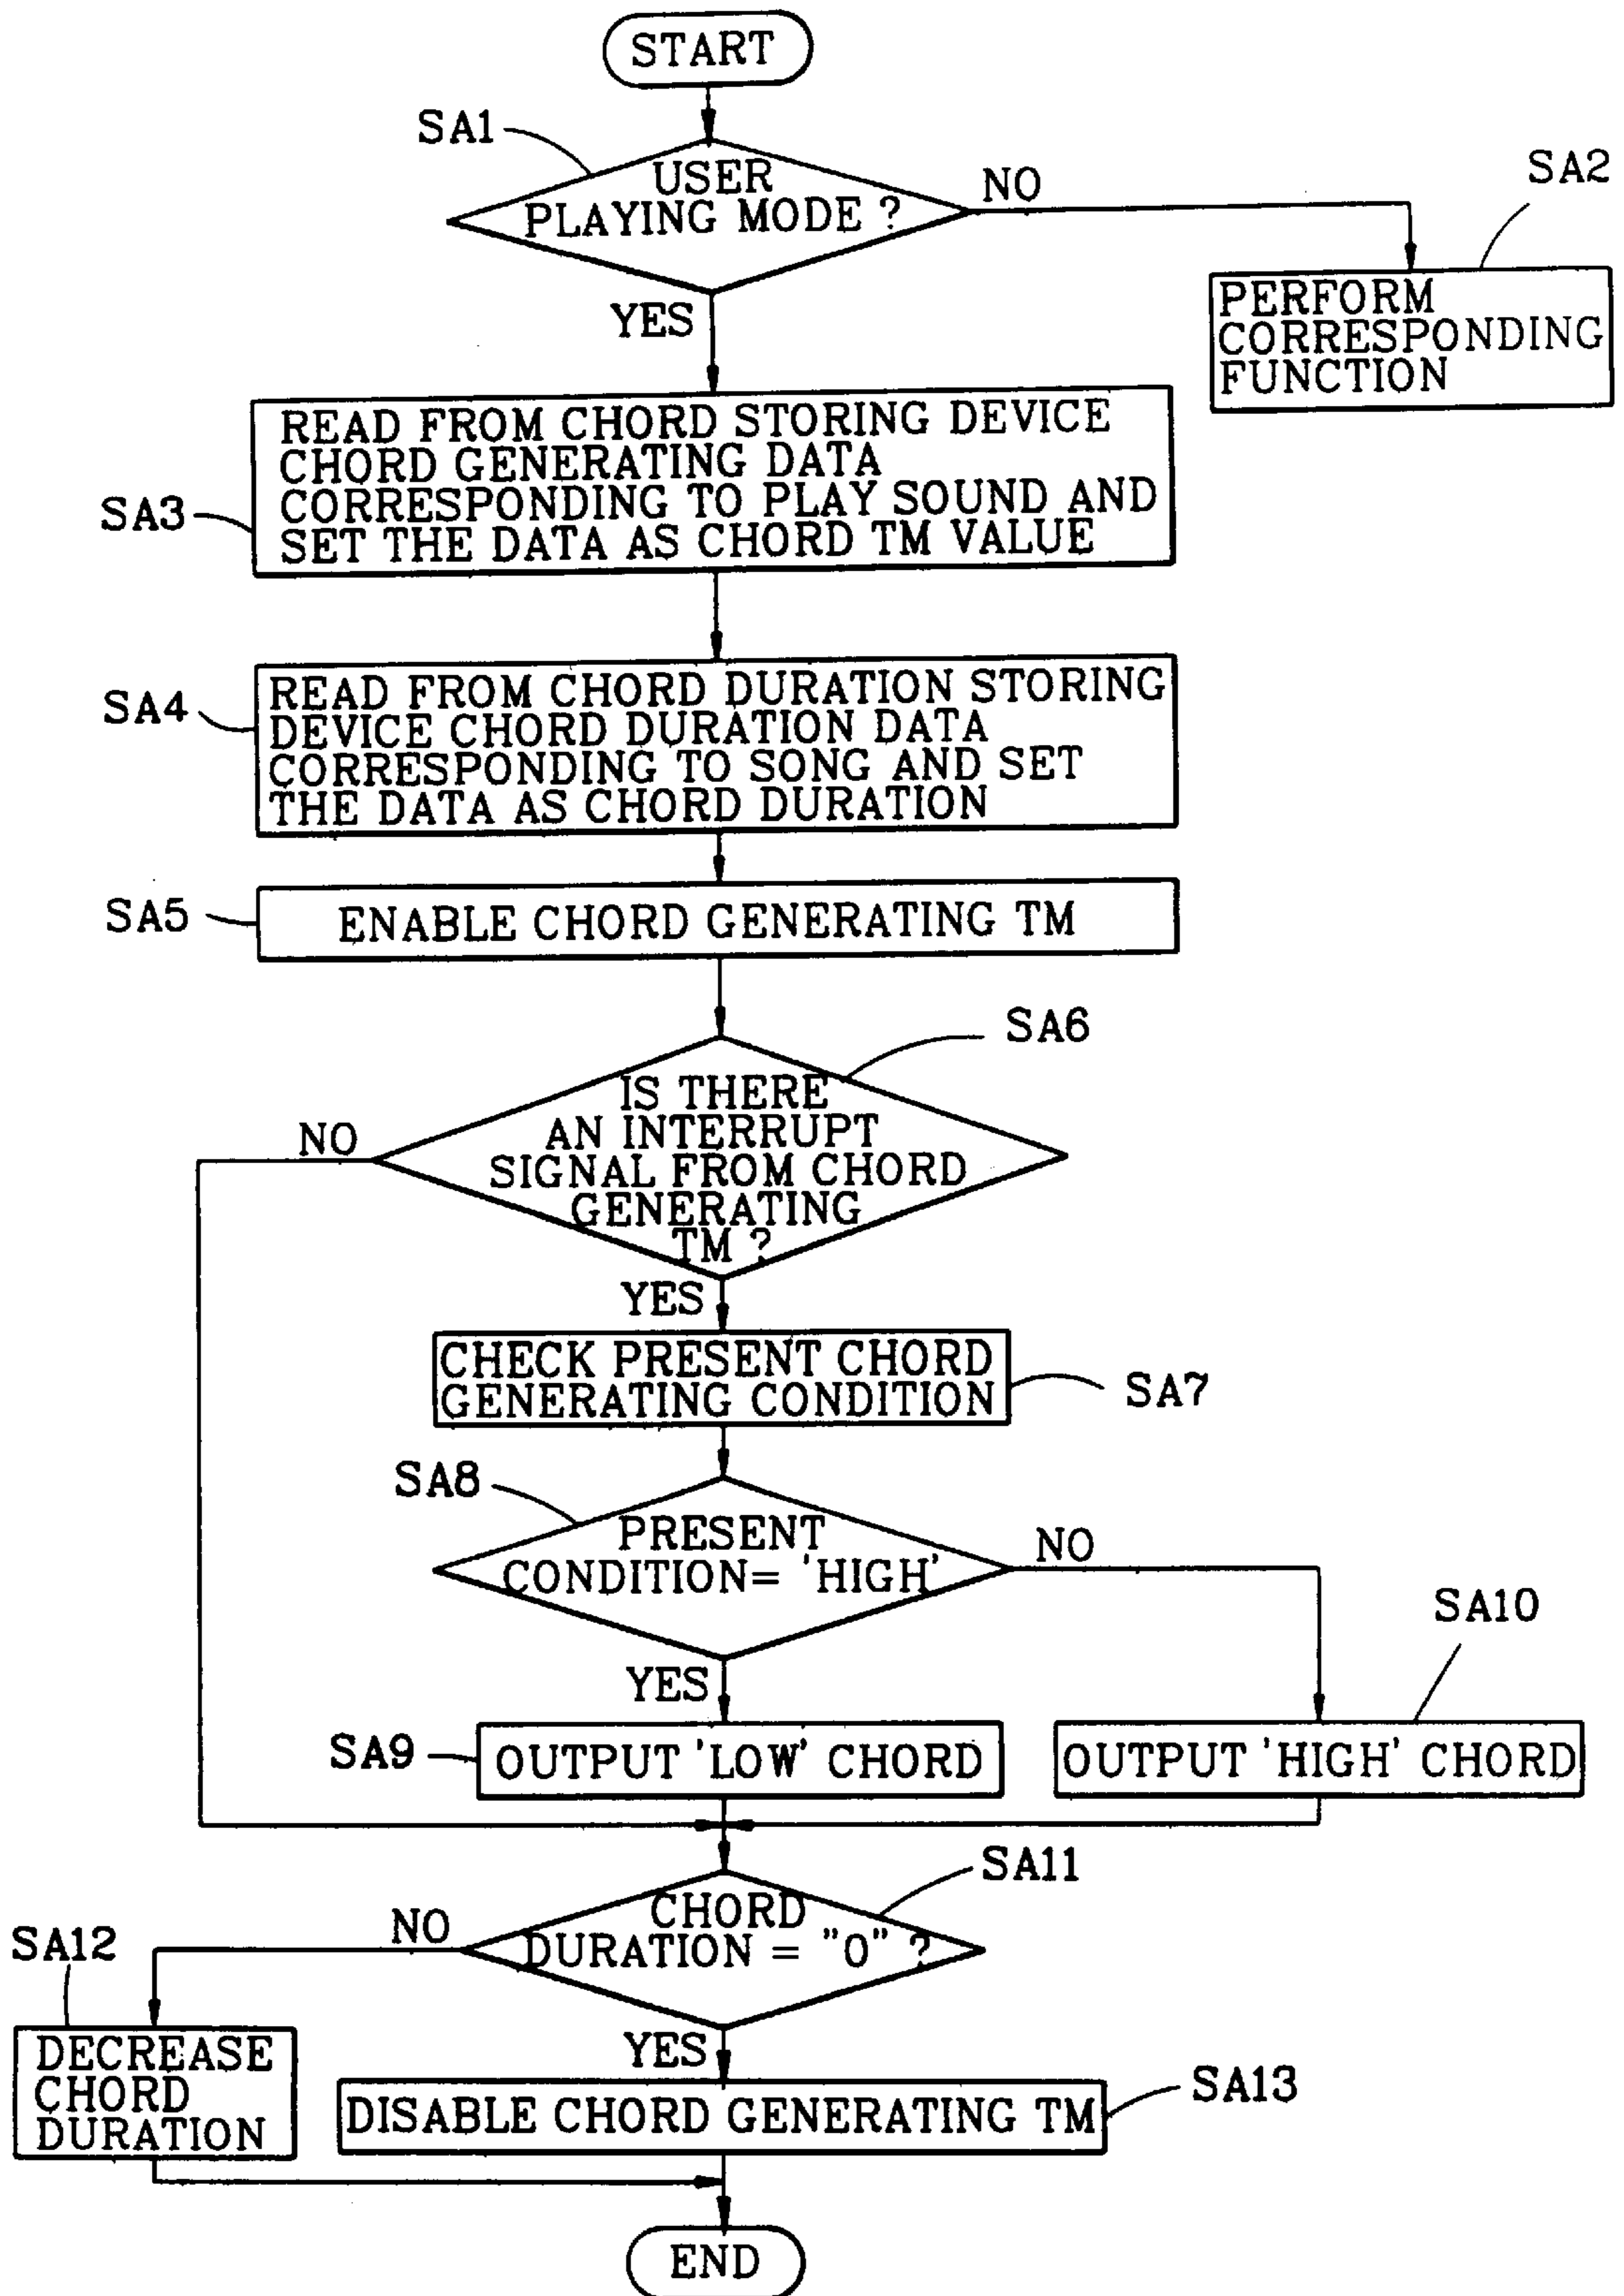 START
SA1
USER
PLAYING MODE ?
NO
SA2
PERFORM
CORRESPONDING
FUNCTION
YES
READ FROM CHORD STORING DEVICE
CHORD GENERATING DATA
CORRESPONDING TO PLAY SOUND AND
SET THE DATA AS CHORD TM VALUE
SA3
READ FROM CHORD DURATION STORING
DEVICE CHORD DURATION DATA
CORRESPONDING TO SONG AND SET
THE DATA AS CHORD DURATION
SA4
SA5
ENABLE CHORD GENERATING TM
SA6
IS THERE
AN INTERRUPT
SIGNAL FROM CHORD
GENERATING
TM ?
NO
YES
CHECK PRESENT CHORD
GENERATING CONDITION
SA7
SA8
PRESENT
CONDITION= 'HIGH'
NO
YES
SA10
SA9
OUTPUT 'LOW' CHORD
OUTPUT 'HIGH' CHORD
SA11
CHORD
DURATION = "0" ?
NO
SA12
YES
DECREASE
CHORD
DURATION
DISABLE CHORD GENERATING TM
SA13
END